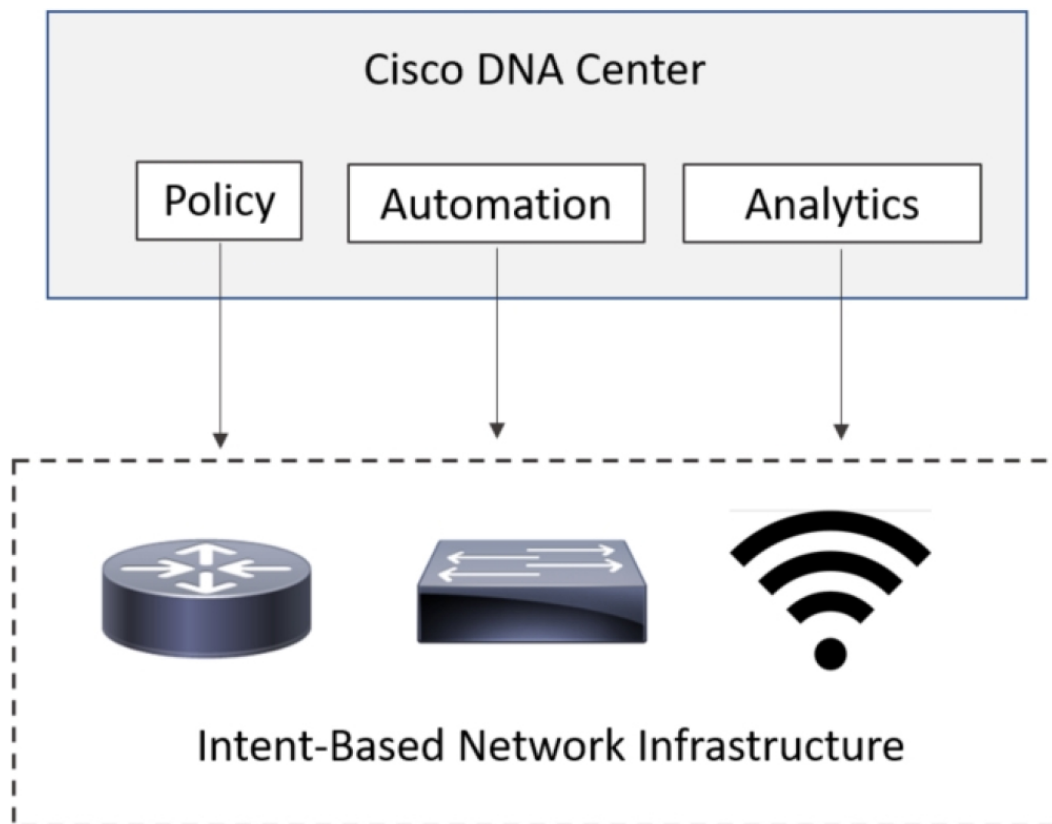 Cisco DNA Center
Policy
Automation
Analytics
Intent-Based Network Infrastructure